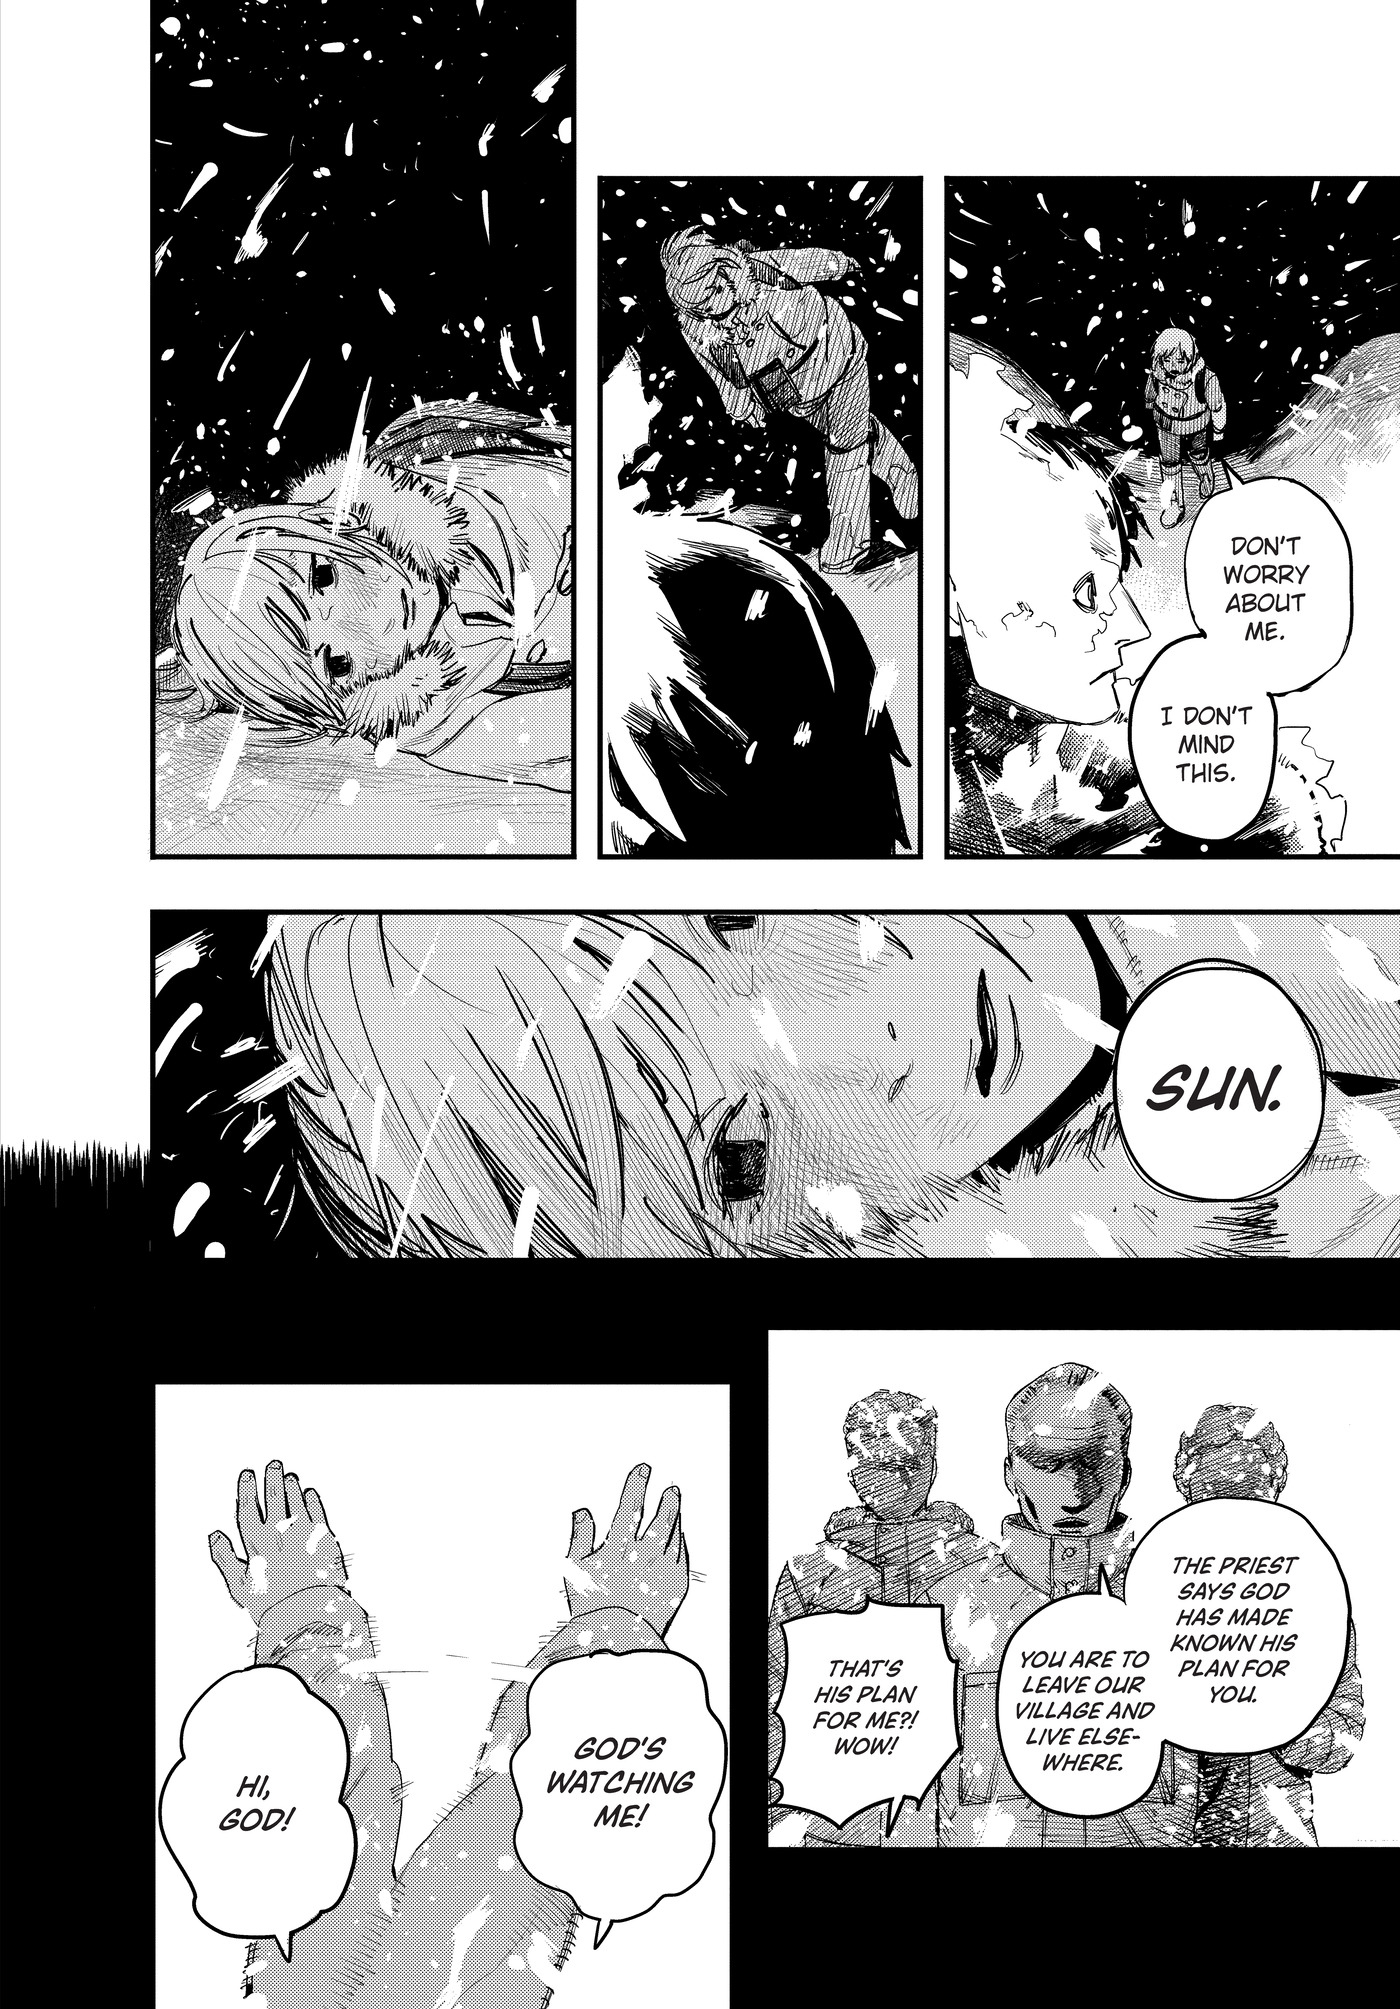 DON'T
WORRY
ABOUT
ME.
I DON'T
MIND
THIS.
SUN.
THE PRIEST
SAYS GOD
HAS MADE
KNOWN HIS
PLAN FOR
YOU.
YOU ARE TO
LEAVE OUR
VILLAGE AND
LIVE ELSE-
WHERE.
THAT'S
HIS PLAN
FOR ME?!
WOW!
GOD'S
WATCHING
ME!
HI,
GOD!